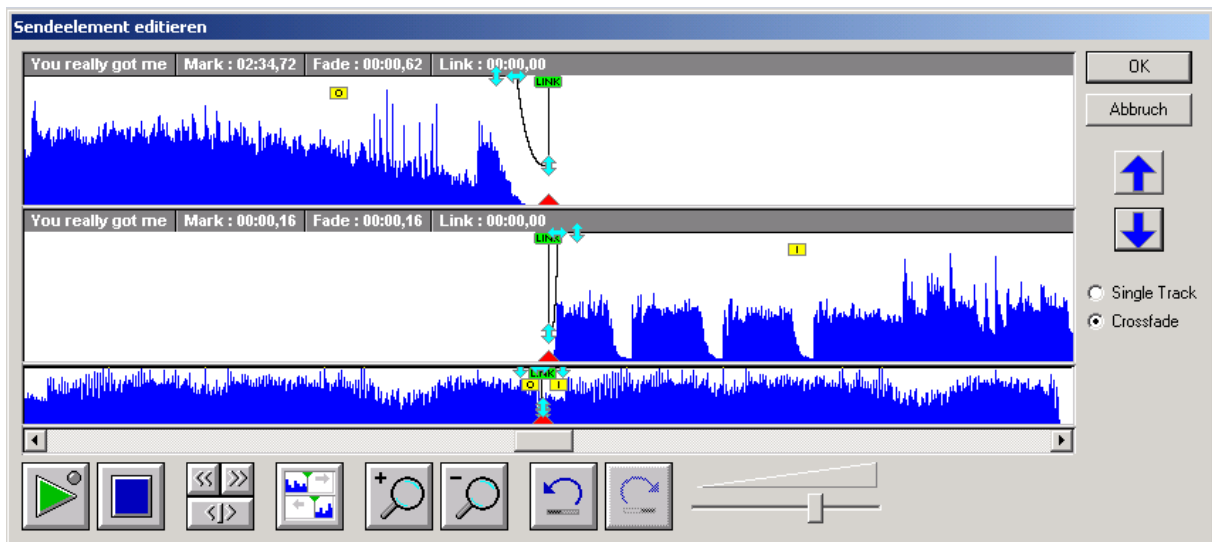 Sendeelement editieren
You really got me Mark : 02:34,72 Fade : 00:00,62 Link : 00:00,00
LINK
O
You really got me Mark : 00:00,16 Fade : 00:00,16 Link : 00:00,00
LINK
I
LINK
O I
OK
Abbruch
Single Track
Crossfade